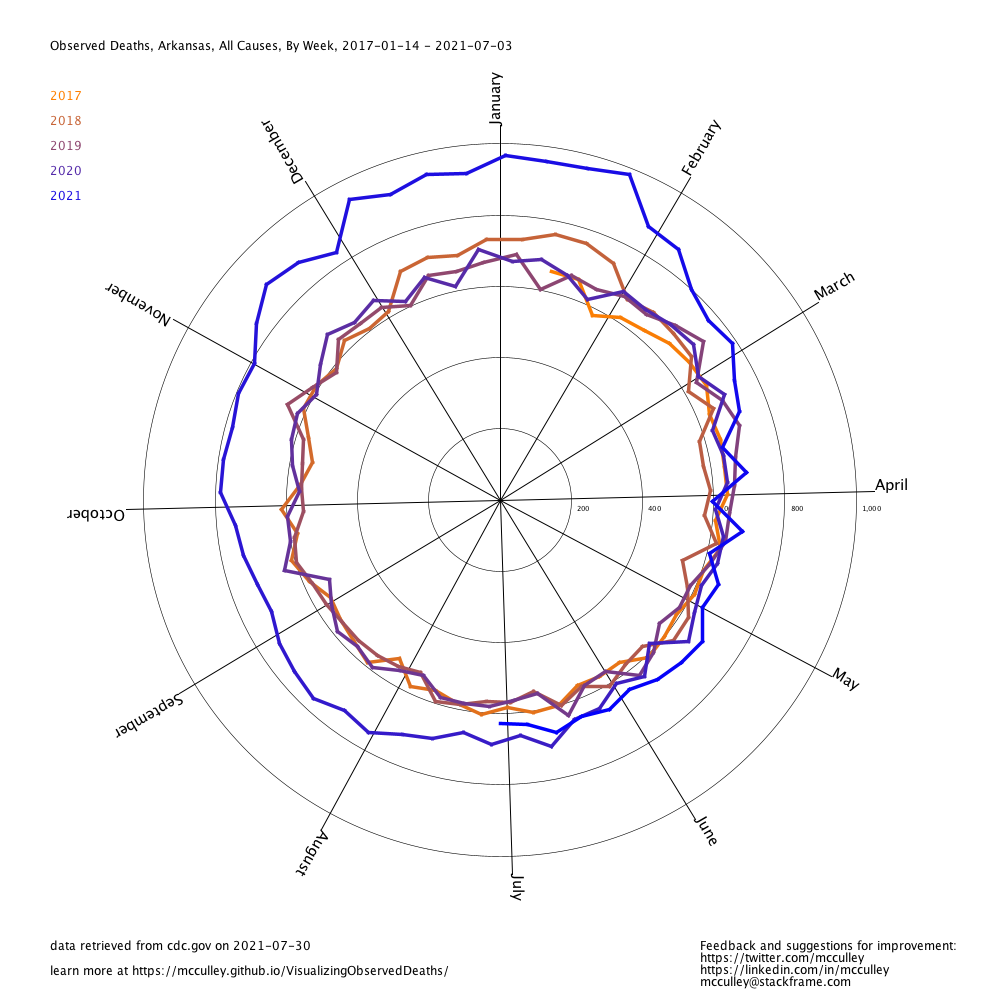 Observed Deaths, Arkansas, All Causes, By Week, 2017-01-14 - 2021-07-03
2017
2018
2019
2020
2021
January
February
March
April
May
June
July
August
September
October
November
December
200
400
600
800
1,000
data retrieved from cdc.gov on 2021-07-30
learn more at https://mcculley.github.io/VisualizingObservedDeaths/
Feedback and suggestions for improvement:
https://twitter.com/mcculley
https://linkedin.com/in/mcculley
mcculley@stackframe.com